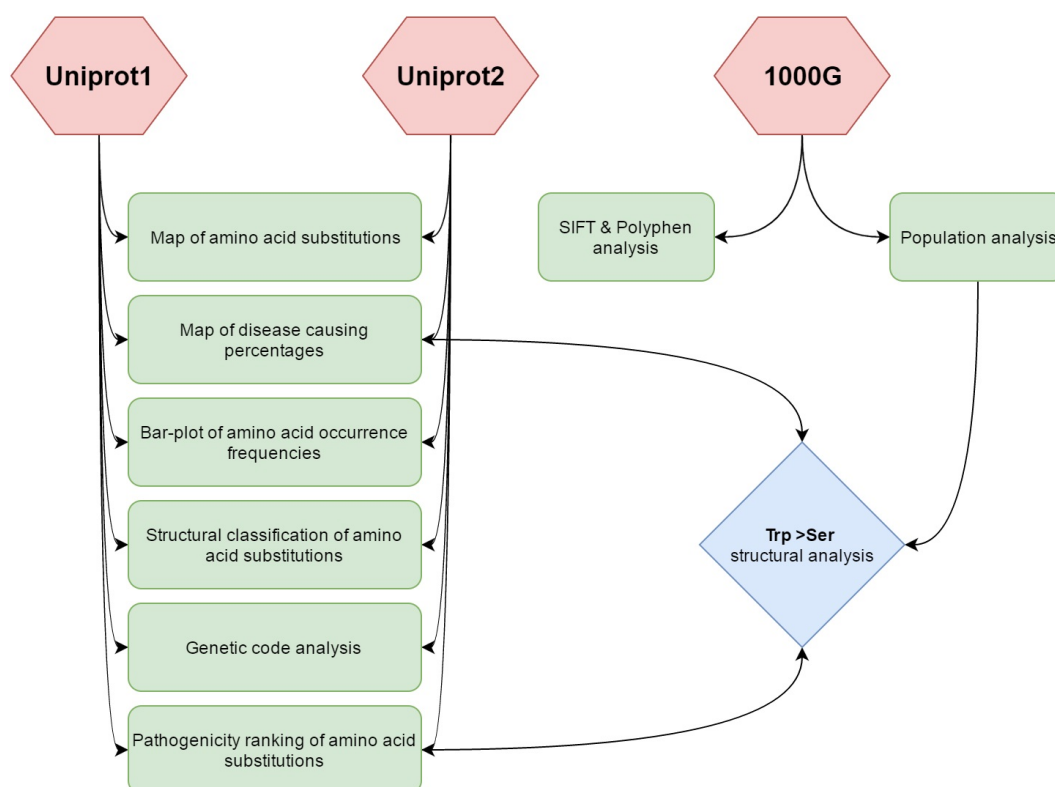 Uniprot1
Uniprot2
1000G
Map of amino acid substitutions
SIFT & Polyphen
analysis
Population analysis
Map of disease causing
percentages
Bar-plot of amino acid occurrence
frequencies
Structural classification of amino
acid substitutions
Trp >Ser
structural analysis
Genetic code analysis
Pathogenicity ranking of amino acid
substitutions